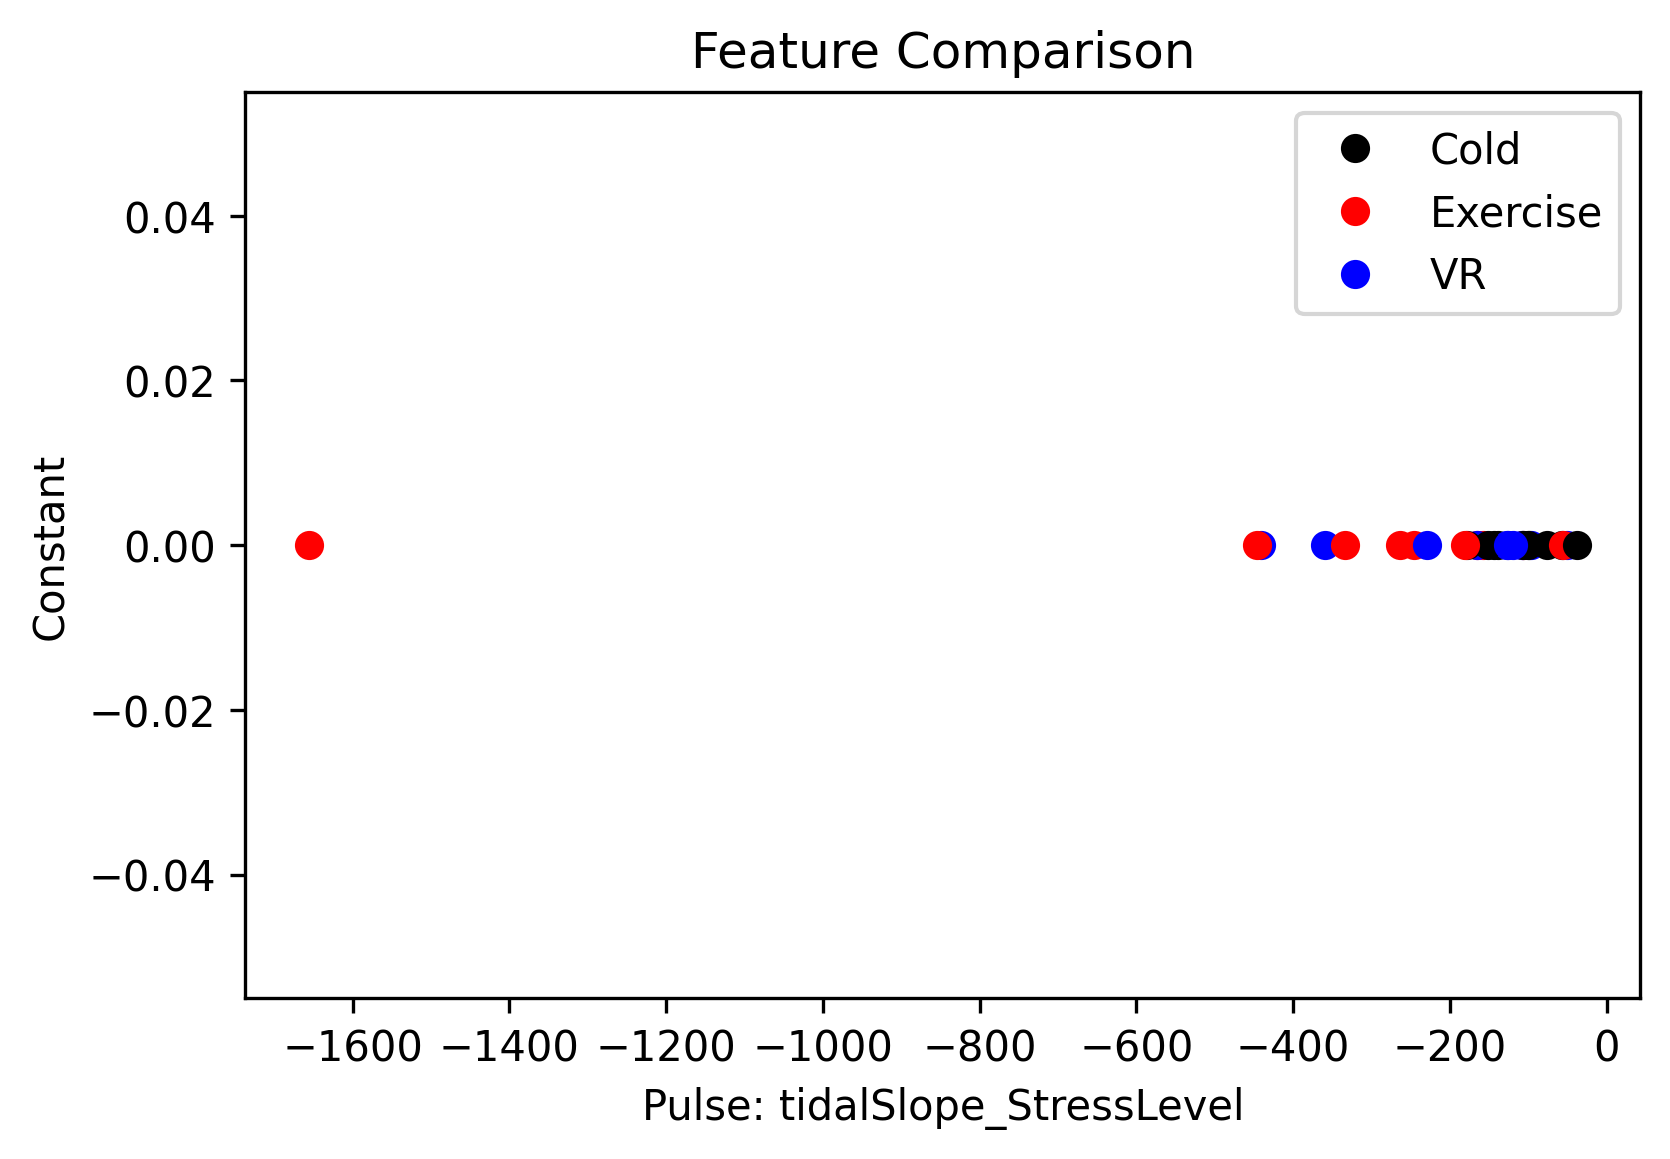 Feature Comparison
Cold
Exercise
VR
0.04
0.02
0.00
−0.02
−0.04
Constant
−1600 −1400 −1200 −1000 −800 −600 −400 −200 0
Pulse: tidalSlope_StressLevel